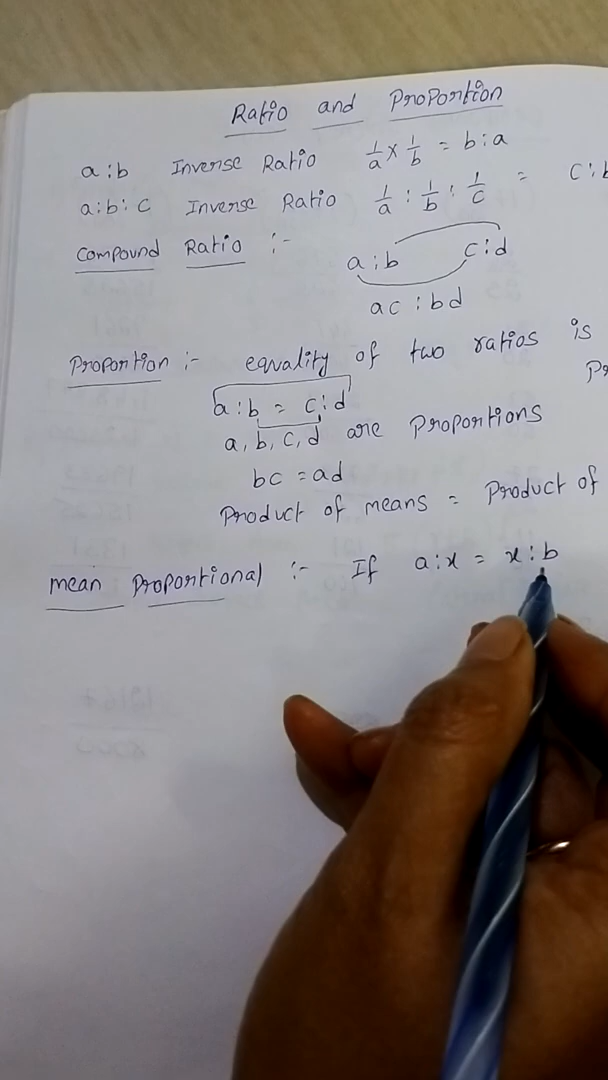 Ratio and Proportion
a : b Inverse Ratio 1/a × 1/b = b : a
a : b : c Inverse Ratio 1/a : 1/b : 1/c = c : b
Compound Ratio :- a : b c : d
ac : bd
Proportion :- equality of two ratios is
Pr
a : b = c : d
a, b, c, d are Proportions
bc = ad
Product of means = Product of
mean Proportional :- If a : x = x : b